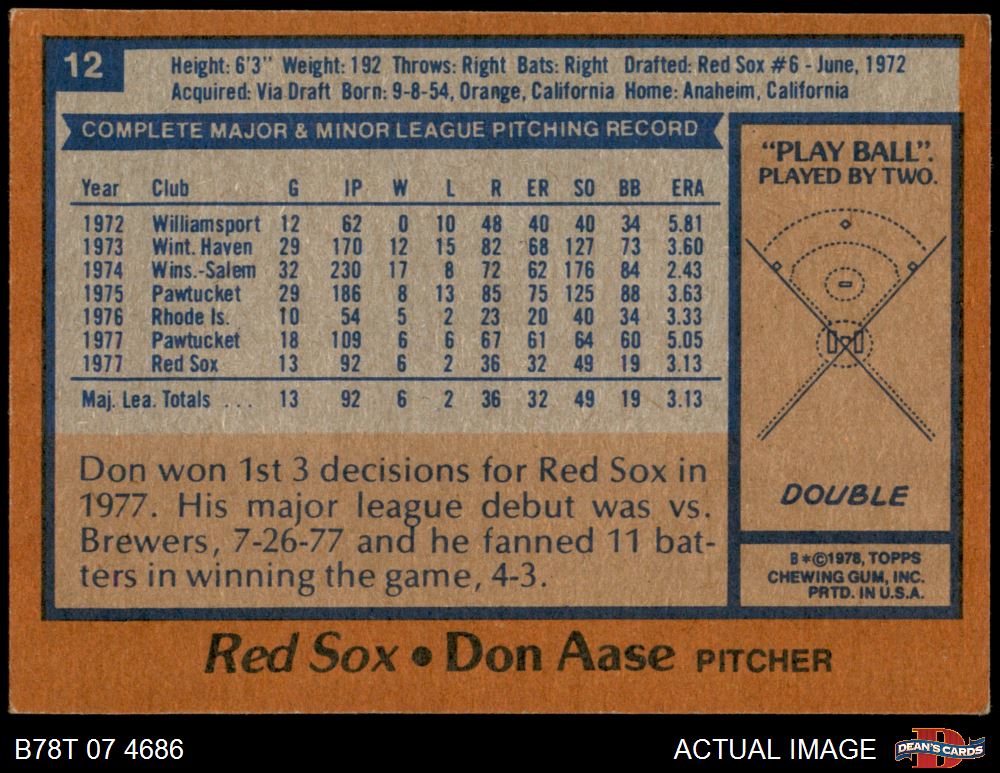 12
Height: 6'3" Weight: 192 Throws: Right Bats: Right Drafted: Red Sox #6 - June, 1972
Acquired: Via Draft Born: 9-8-54, Orange, California Home: Anaheim, California
COMPLETE MAJOR & MINOR LEAGUE PITCHING RECORD
Year Club G IP W L R ER SO BB ERA
1972 Williamsport 12 62 0 10 48 40 40 34 5.81
1973 Wint. Haven 29 170 12 15 82 68 127 73 3.60
1974 Wins.-Salem 32 230 17 8 72 62 176 84 2.43
1975 Pawtucket 29 186 8 13 85 75 125 88 3.63
1976 Rhode Is. 10 54 5 2 23 20 40 34 3.33
1977 Pawtucket 18 109 6 6 67 61 64 60 5.05
1977 Red Sox 13 92 6 2 36 32 49 19 3.13
Maj. Lea. Totals ... 13 92 6 2 36 32 49 19 3.13
Don won 1st 3 decisions for Red Sox in
1977. His major league debut was vs.
Brewers, 7-26-77 and he fanned 11 bat-
ters in winning the game, 4-3.
"PLAY BALL".
PLAYED BY TWO.
DOUBLE
B*©1978, TOPPS
CHEWING GUM, INC.
PRTD. IN U.S.A.
Red Sox • Don Aase PITCHER
B78T 07 4686
ACTUAL IMAGE
D
DEAN'S CARDS